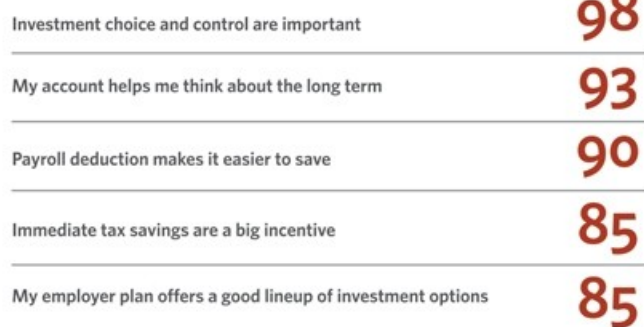 Investment choice and control are important 98
My account helps me think about the long term 93
Payroll deduction makes it easier to save 90
Immediate tax savings are a big incentive 85
My employer plan offers a good lineup of investment options 85